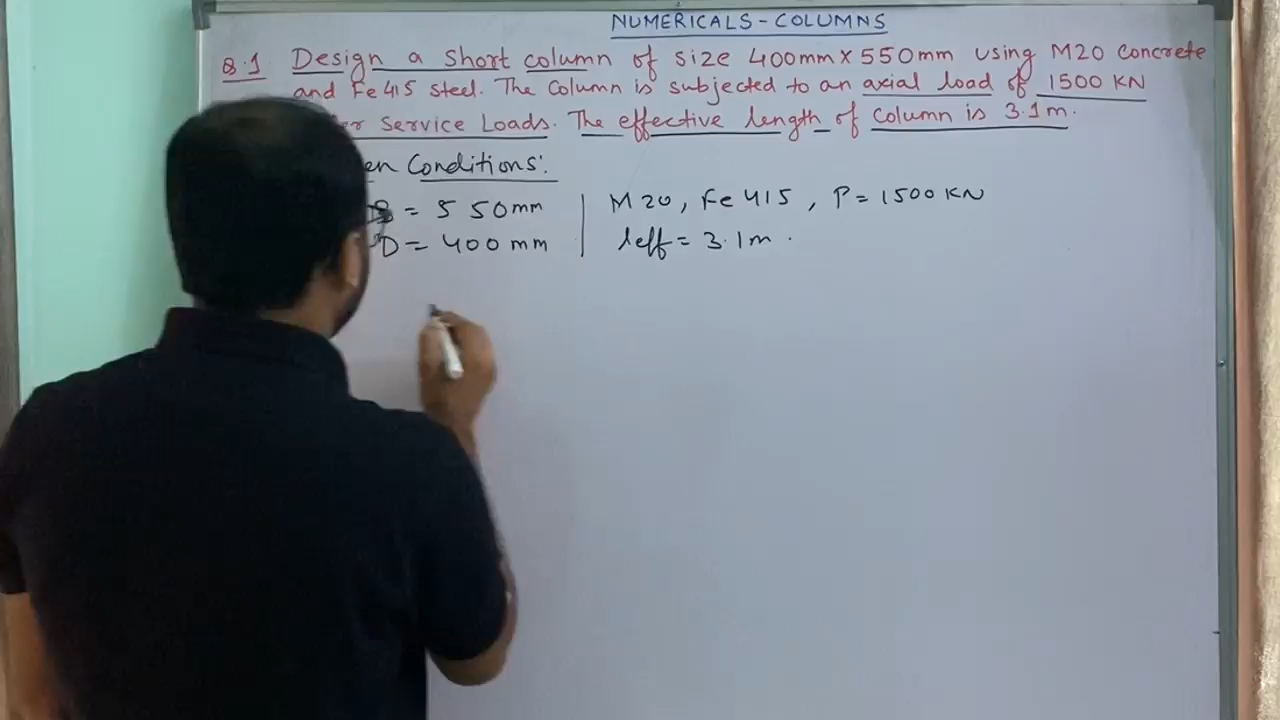 NUMERICALS - COLUMNS
Q.1 Design a short column of size 400mm x 550mm using M20 concrete
and Fe415 steel. The column is subjected to an axial load of 1500 KN
Service Loads. The effective length of column is 3.1m.
Conditions:
= 550mm | M20, Fe415, P = 1500 KN
D = 400mm | leff = 3.1m.